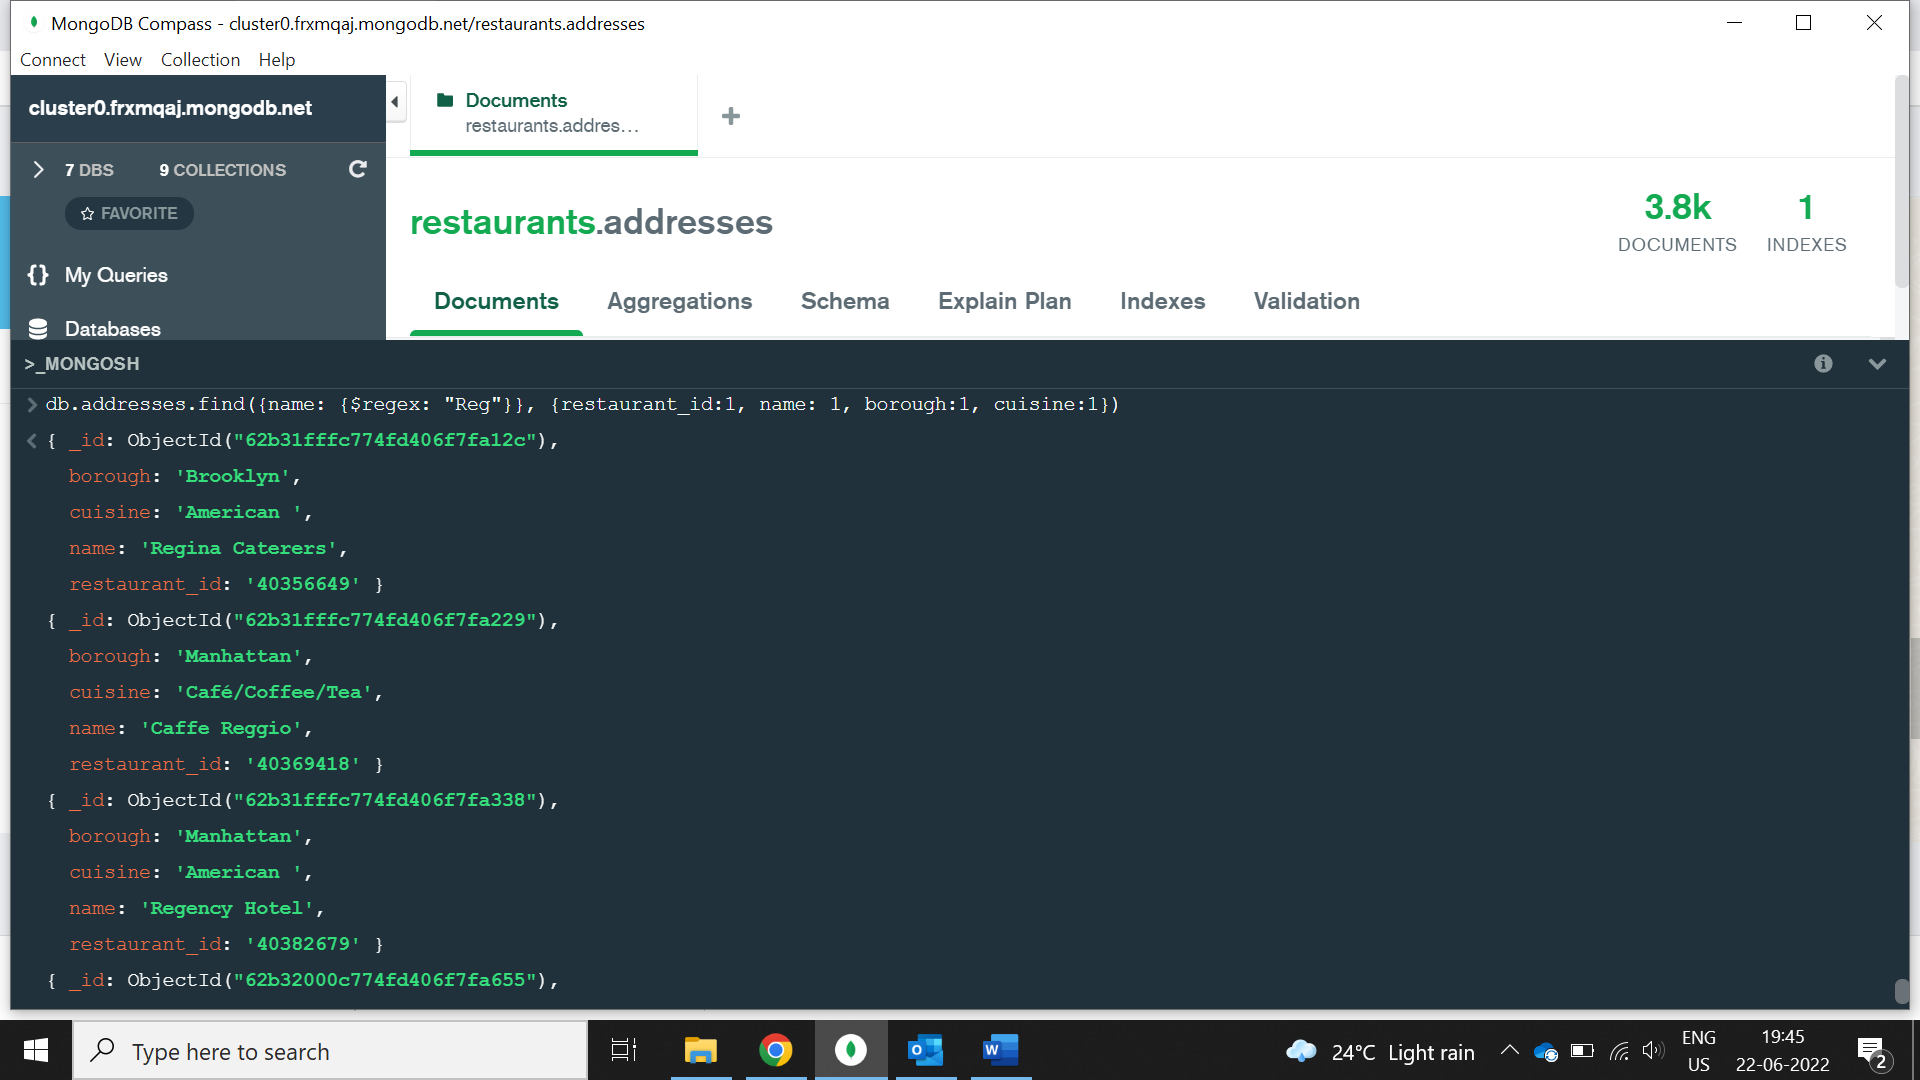 MongoDB Compass - cluster0.frxmqaj.mongodb.net/restaurants.addresses
Connect View Collection Help
cluster0.frxmqaj.mongodb.net
Documents
restaurants.addres...
7 DBS 9 COLLECTIONS
FAVORITE
restaurants.addresses
3.8k
DOCUMENTS
1
INDEXES
{} My Queries
Databases
Documents Aggregations Schema Explain Plan Indexes Validation
>_MONGOSH
> db.addresses.find({name: {$regex: "Reg"}}, {restaurant_id:1, name: 1, borough:1, cuisine:1})
< { _id: ObjectId("62b31fffc774fd406f7fa12c"),
borough: 'Brooklyn',
cuisine: 'American ',
name: 'Regina Caterers',
restaurant_id: '40356649' }
{ _id: ObjectId("62b31fffc774fd406f7fa229"),
borough: 'Manhattan',
cuisine: 'Café/Coffee/Tea',
name: 'Caffe Reggio',
restaurant_id: '40369418' }
{ _id: ObjectId("62b31fffc774fd406f7fa338"),
borough: 'Manhattan',
cuisine: 'American ',
name: 'Regency Hotel',
restaurant_id: '40382679' }
{ _id: ObjectId("62b32000c774fd406f7fa655"),
Type here to search
24°C Light rain
ENG
US
19:45
22-06-2022
2